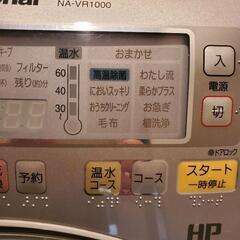 NA-VR1000
温水
おまかせ
フィルター
残り(約)
60
40
30
高温除菌
わたし流
においスッキリ
柔らかプラス
おうちクリーニング
お急ぎ
毛布
槽洗浄
入
電源
切
ドアロック
予約
温水
コース
コース
スタート
一時停止
HP